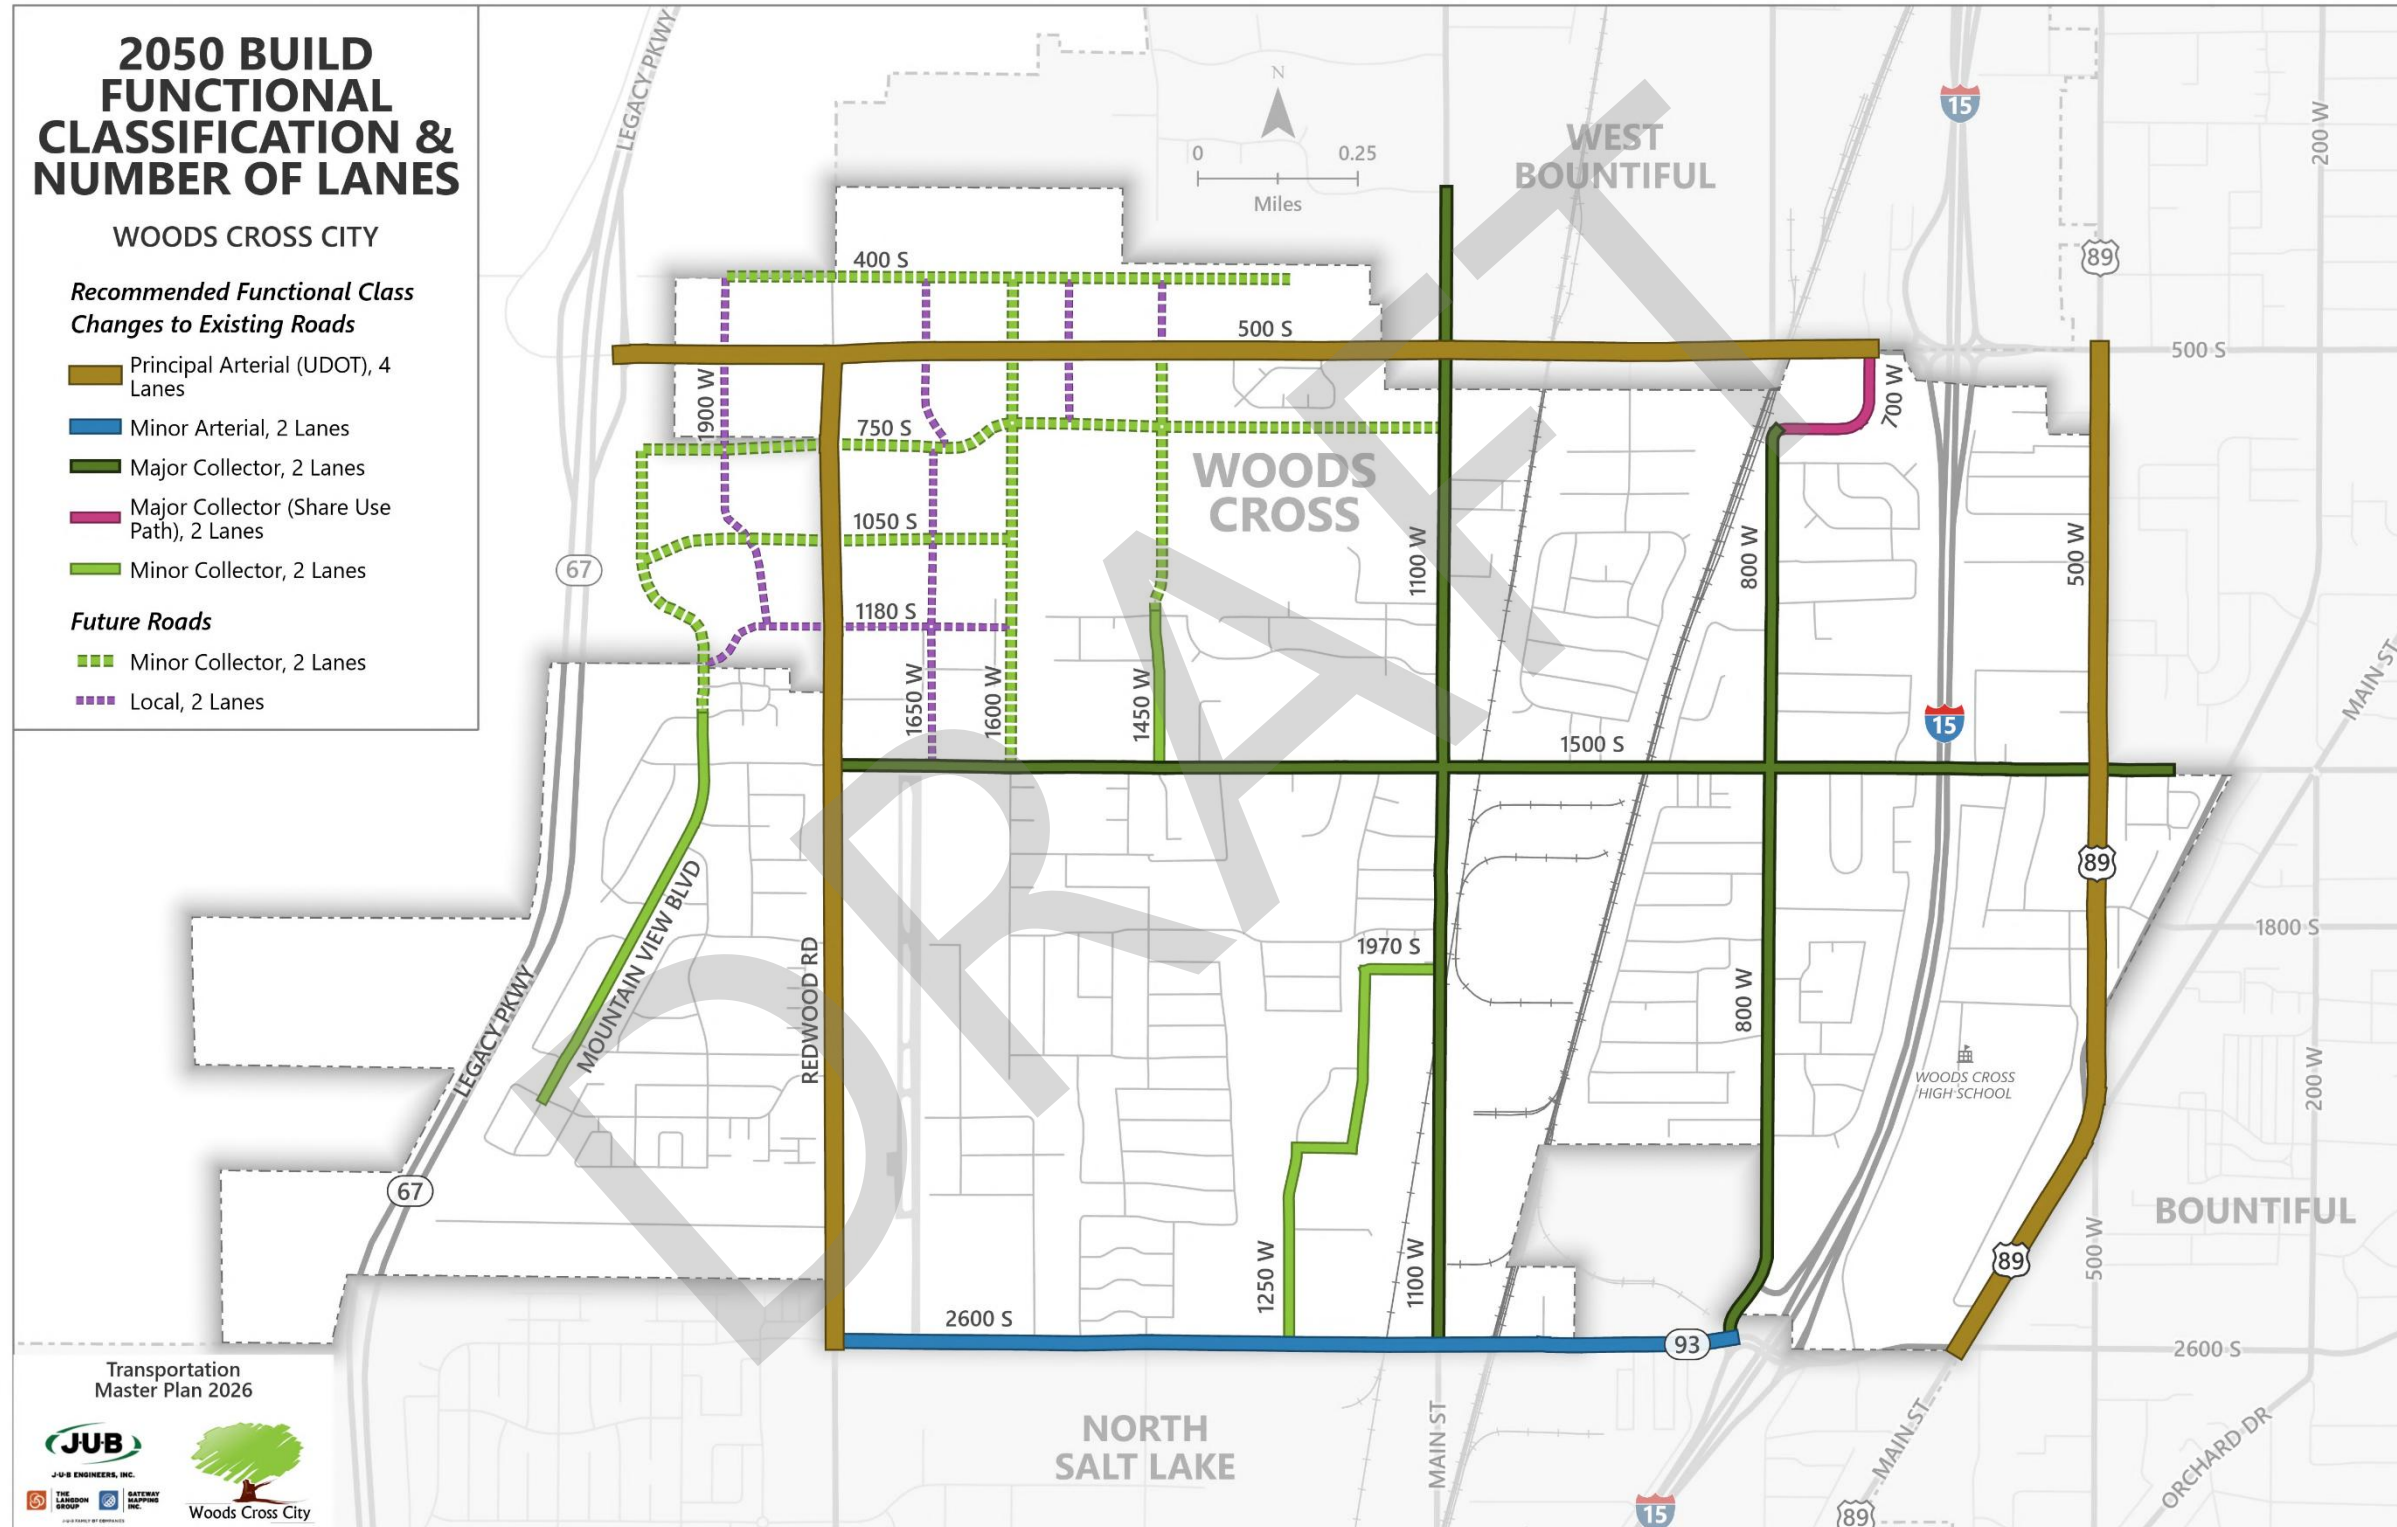 2050 BUILD
FUNCTIONAL
CLASSIFICATION &
NUMBER OF LANES
WOODS CROSS CITY
Recommended Functional Class
Changes to Existing Roads
Principal Arterial (UDOT), 4
Lanes
Minor Arterial, 2 Lanes
Major Collector, 2 Lanes
Major Collector (Share Use
Path), 2 Lanes
Minor Collector, 2 Lanes
Future Roads
Minor Collector, 2 Lanes
Local, 2 Lanes
LEGACY PKWY
N
0 0.25
Miles
WEST
BOUNTIFUL
15
200 W
89
400 S
500 S
500 S
1900 W
750 S
700 W
WOODS
CROSS
1050 S
1100 W
800 W
500 W
67
1180 S
1650 W
1600 W
1450 W
15
MAIN ST
1500 S
89
MOUNTAIN VIEW BLVD
REDWOOD RD
LEGACY PKWY
1970 S
800 W
1800 S
WOODS CROSS
HIGH SCHOOL
200 W
67
BOUNTIFUL
1250 W
1100 W
500 W
89
2600 S
93
2600 S
DRAFT
NORTH
SALT LAKE
MAIN ST
MAIN ST
ORCHARD DR
15
89
Transportation
Master Plan 2026
J·U·B
J·U·B ENGINEERS, INC.
THE
LANGDON
GROUP
GATEWAY
MAPPING
INC.
Woods Cross City